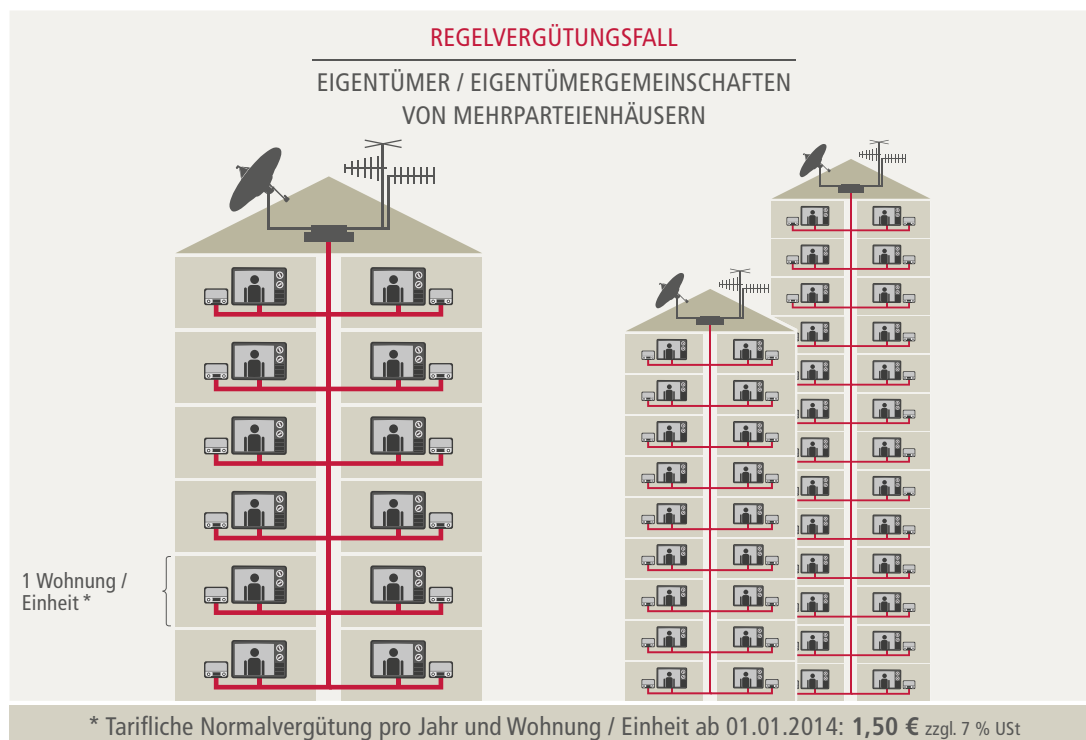 REGELVERGÜTUNGSFALL
EIGENTÜMER / EIGENTÜMERGEMEINSCHAFTEN
VON MEHRPARTEIENHÄUSERN
1 Wohnung /
Einheit *
* Tarifliche Normalvergütung pro Jahr und Wohnung / Einheit ab 01.01.2014: 1,50 € zzgl. 7 % USt